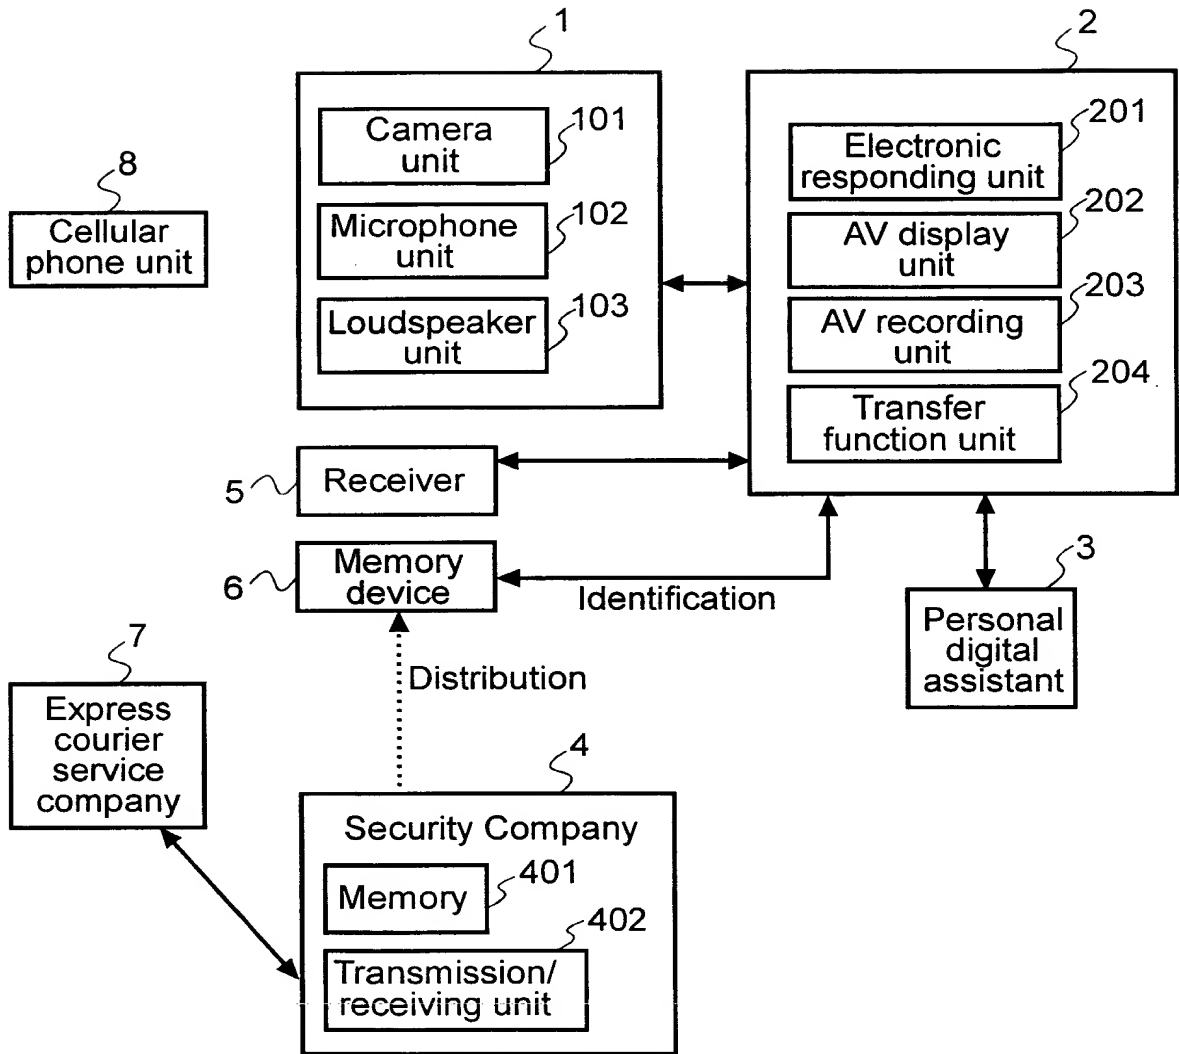 1
2
Camera
unit
101
Microphone
unit
102
Loudspeaker
unit
103
Electronic
responding unit
201
AV display
unit
202
AV recording
unit
203
Transfer
function unit
204
8
Cellular
phone unit
5
Receiver
6
Memory
device
Identification
3
Personal
digital
assistant
7
Express
courier
service
company
Distribution
4
Security Company
Memory
401
402
Transmission/
receiving unit